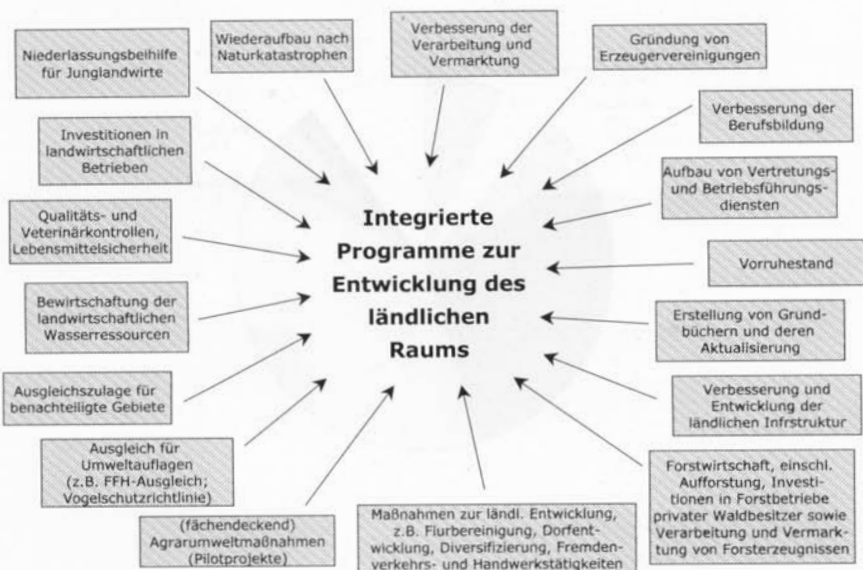 Niederlassungsbeihilfe
für Junglandwirte
Wiederaufbau nach
Naturkatastrophen
Verbesserung der
Verarbeitung und
Vermarktung
Gründung von
Erzeugervereinigungen
Verbesserung der
Berufsbildung
Investitionen in
landwirtschaftlichen
Betrieben
Aufbau von Vertretungs-
und Betriebsführungs-
diensten
Qualitäts- und
Veterinärkontrollen,
Lebensmittelsicherheit
Integrierte
Programme zur
Entwicklung des
ländlichen
Raums
Vorruhestand
Bewirtschaftung der
landwirtschaftlichen
Wasserressourcen
Erstellung von Grund-
büchern und deren
Aktualisierung
Ausgleichszulage für
benachteiligte Gebiete
Verbesserung und
Entwicklung der
ländlichen Infrstruktur
Ausgleich für
Umweltauflagen
(z.B. FFH-Ausgleich;
Vogelschutzrichtlinie)
Forstwirtschaft, einschl.
Aufforstung, Investi-
tionen in Forstbetriebe
privater Waldbesitzer sowie
Verarbeitung und Vermark-
tung von Forsterzeugnissen
(fächendeckend)
Agrarumweltmaßnahmen
(Pilotprojekte)
Maßnahmen zur ländl. Entwicklung,
z.B. Flurbereinigung, Dorfent-
wicklung, Diversifizierung, Fremden-
verkehrs- und Handwerkstätigkeiten